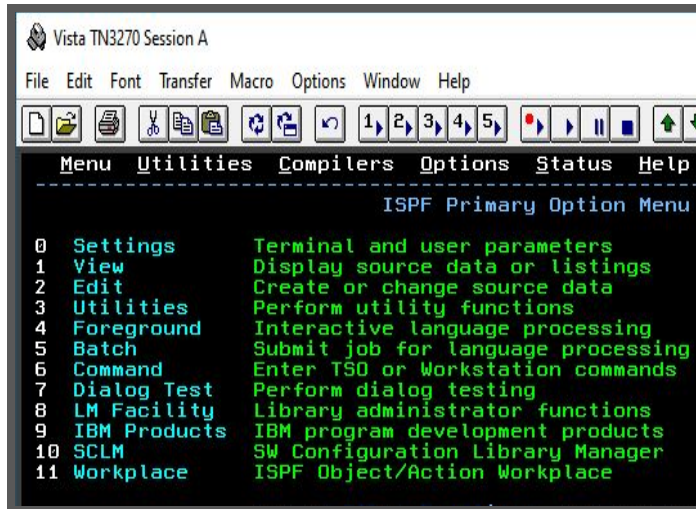 Vista TN3270 Session A
File Edit Font Transfer Macro Options Window Help
1 2 3 4 5
Menu Utilities Compilers Options Status Help
ISPF Primary Option Menu
0 Settings Terminal and user parameters
1 View Display source data or listings
2 Edit Create or change source data
3 Utilities Perform utility functions
4 Foreground Interactive language processing
5 Batch Submit job for language processing
6 Command Enter TSO or Workstation commands
7 Dialog Test Perform dialog testing
8 LM Facility Library administrator functions
9 IBM Products IBM program development products
10 SCLM SW Configuration Library Manager
11 Workplace ISPF Object/Action Workplace